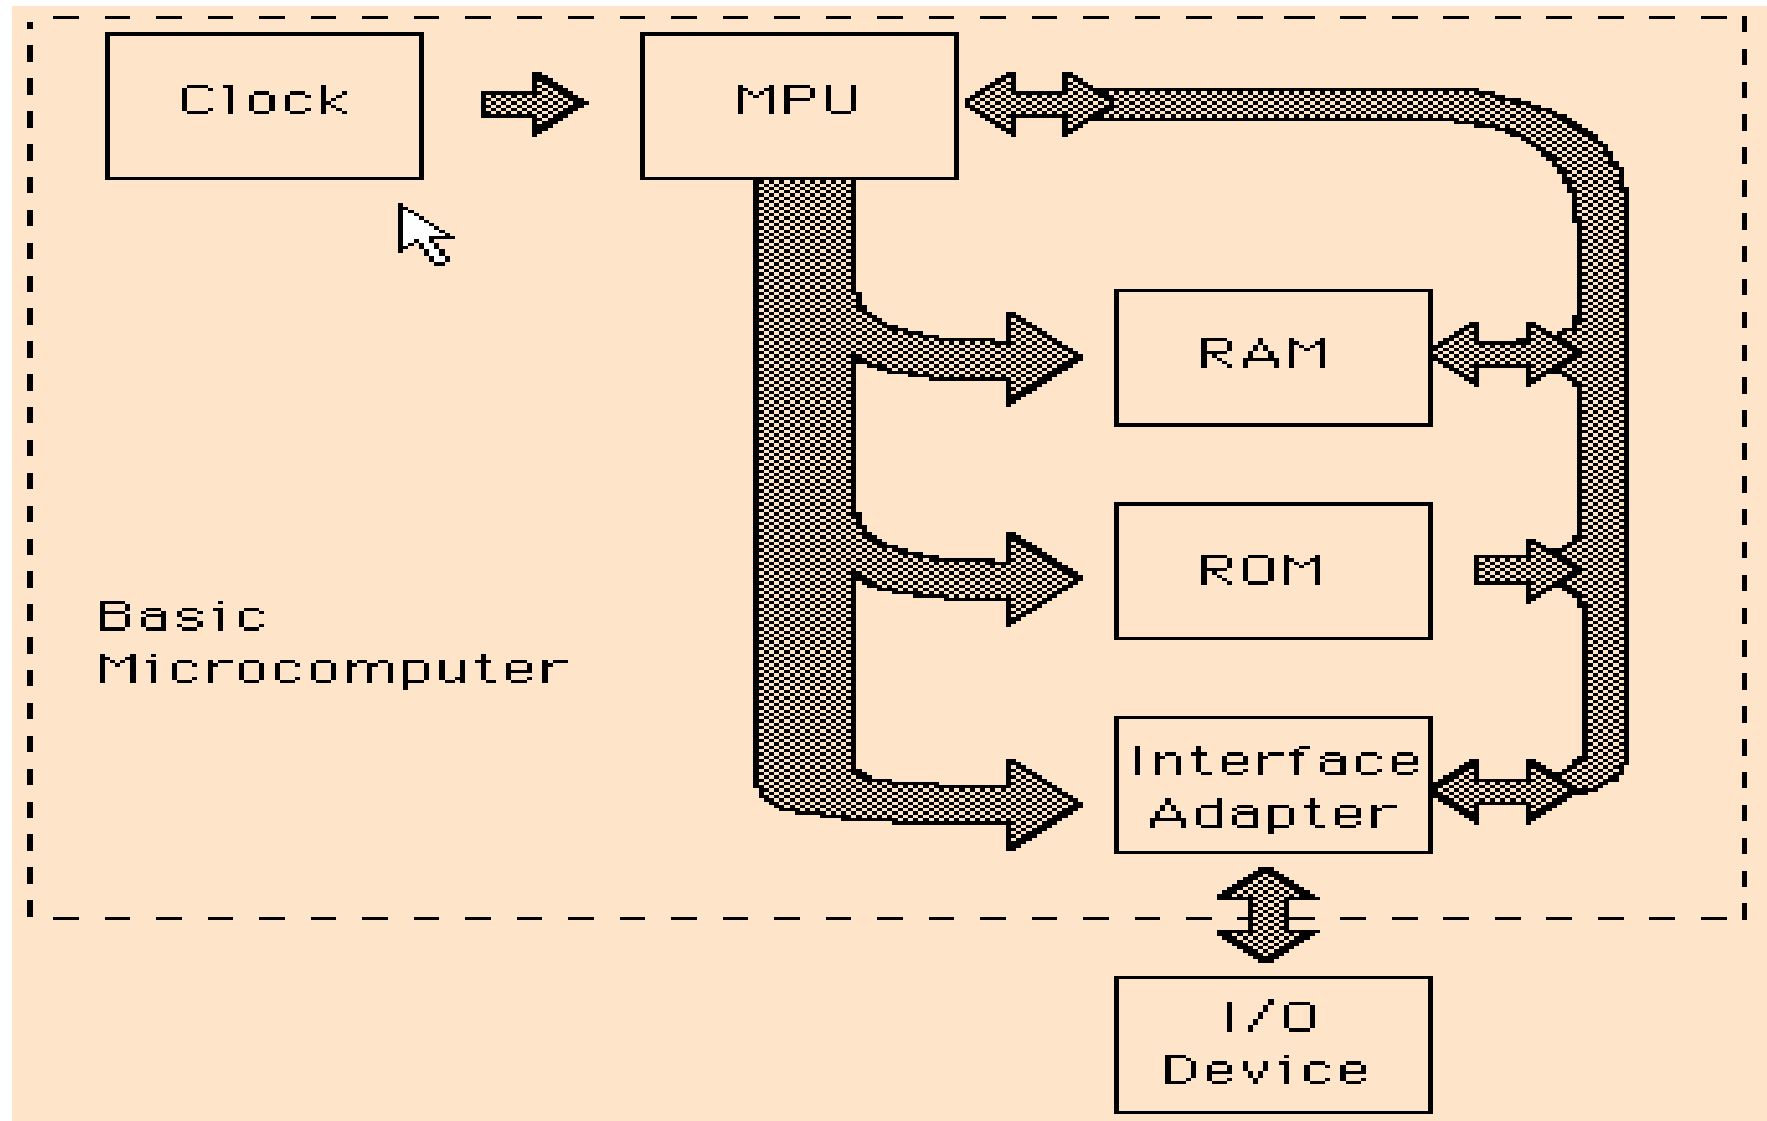 Clock
MPU
RAM
ROM
Basic
Microcomputer
Interface
Adapter
I/O
Device